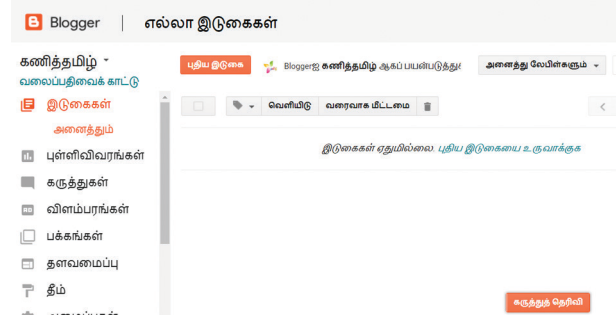 Blogger | எல்லா இடுகைகள்
கணித்தமிழ்
வலைப்பதிவைக் காட்டு
இடுகைகள்
அனைத்தும்
புள்ளிவிவரங்கள்
கருத்துகள்
விளம்பரங்கள்
பக்கங்கள்
தளவமைப்பு
தீம்
புதிய இடுகை
Bloggerஐ கணித்தமிழ் ஆகப் பயன்படுத்து!
அனைத்து லேபிள்களும்
வெளியிடு
வரைவாக மீட்டமை
இடுகைகள் ஏதுமில்லை. புதிய இடுகையை உருவாக்குக
கருத்துத் தெரிவி